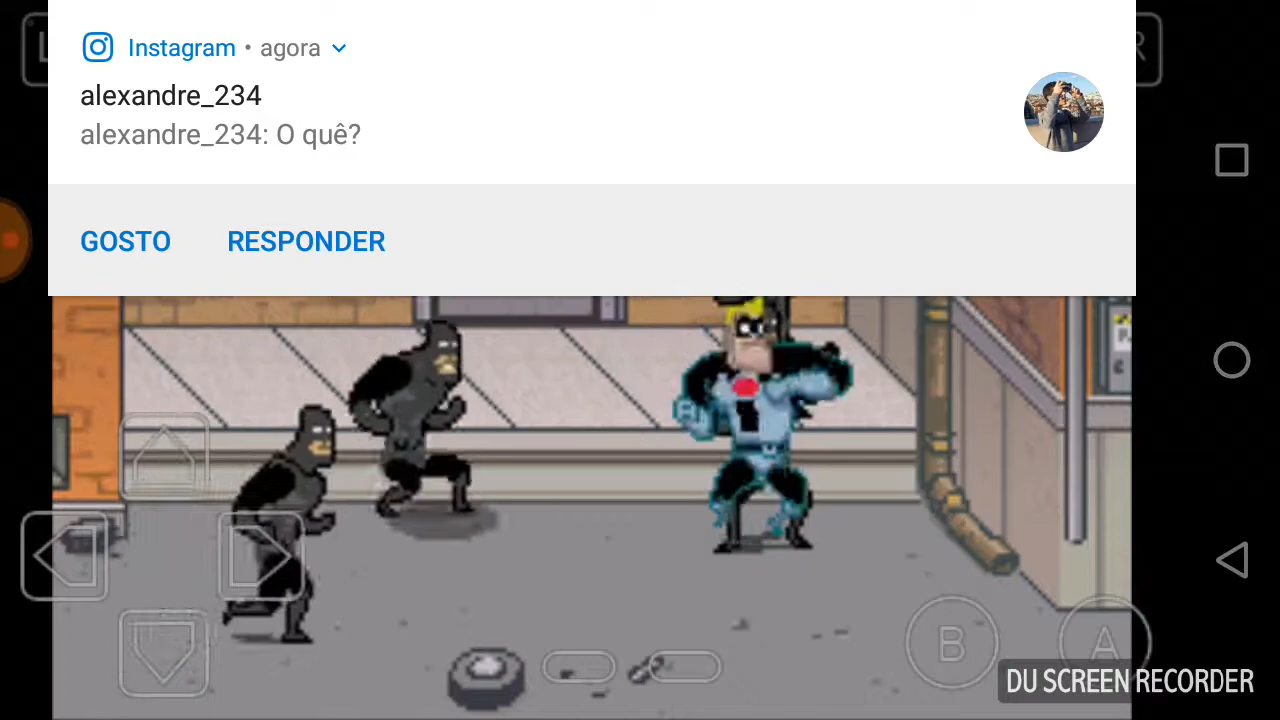 L
R
Instagram • agora
alexandre_234
alexandre_234: O quê?
GOSTO RESPONDER
B A
DU SCREEN RECORDER